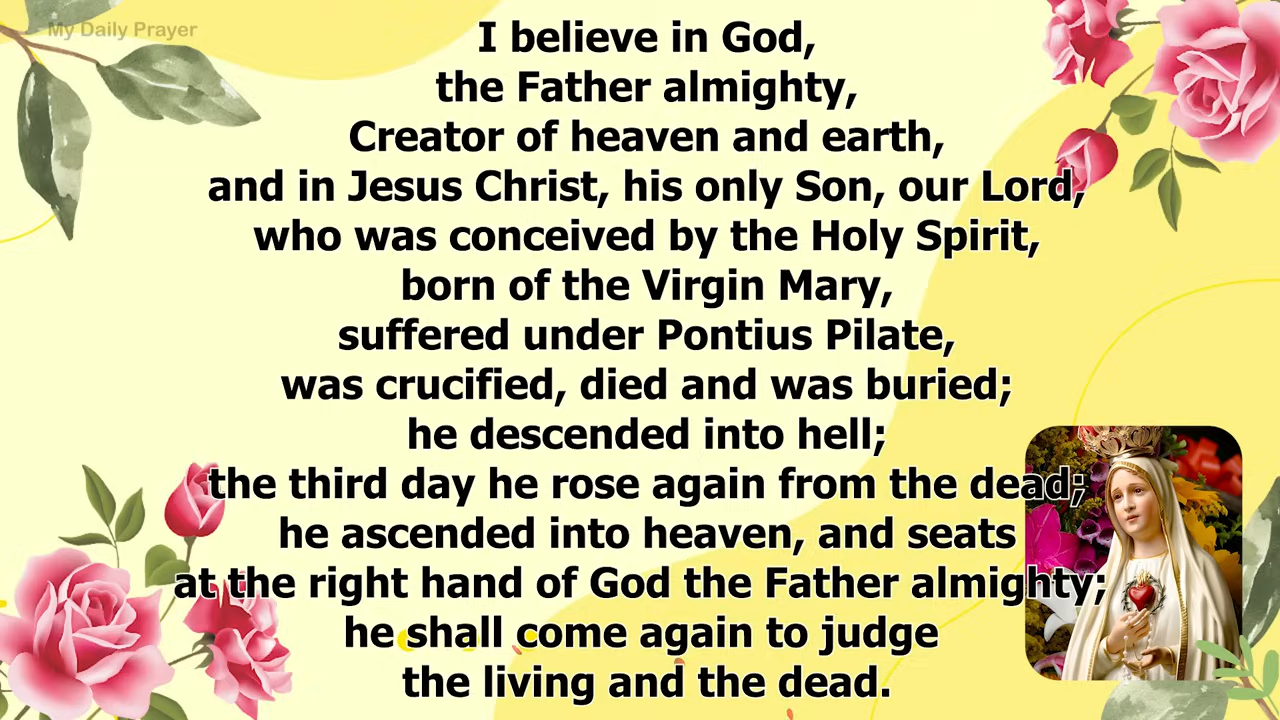 My Daily Prayer
I believe in God,
the Father almighty,
Creator of heaven and earth,
and in Jesus Christ, his only Son, our Lord,
who was conceived by the Holy Spirit,
born of the Virgin Mary,
suffered under Pontius Pilate,
was crucified, died and was buried;
he descended into hell;
the third day he rose again from the dead;
he ascended into heaven, and seats
at the right hand of God the Father almighty;
he shall come again to judge
the living and the dead.